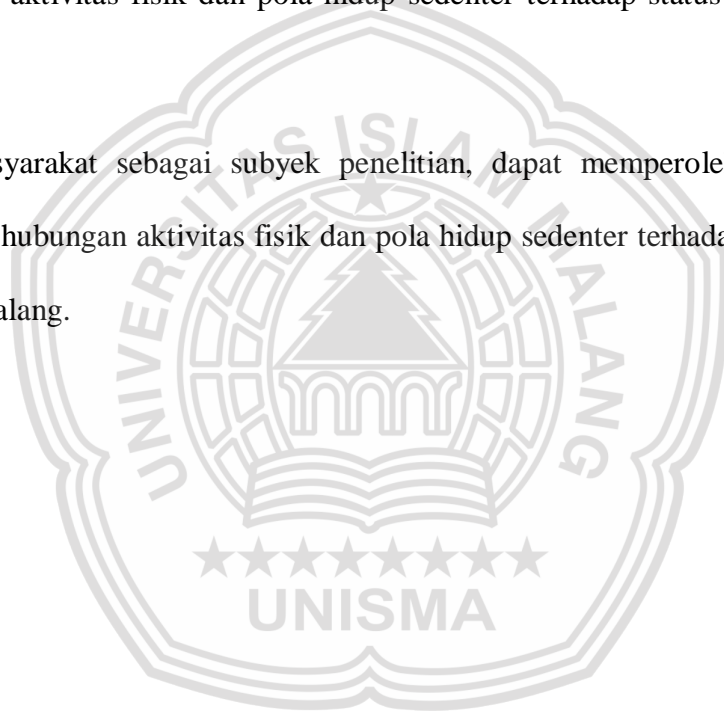 aktivitas fisik dan pola hidup sedenter terhadap status
syarakat sebagai subyek penelitian, dapat memperole
hubungan aktivitas fisik dan pola hidup sedenter terhada
alang.
UNIVERSITAS ISLAM MALANG
UNISMA